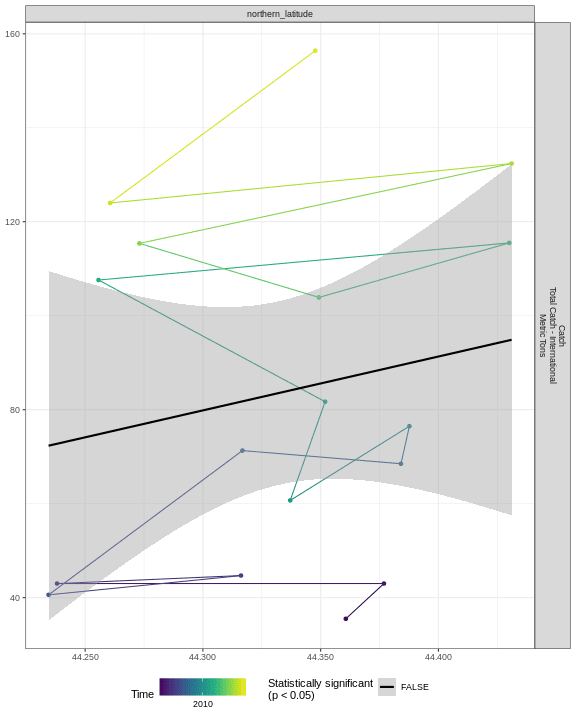 northern_latitude
160
120
80
40
Catch
Total Catch - International
Metric Tons
44.250
44.300
44.350
44.400
Time
2010
Statistically significant
(p < 0.05)
FALSE